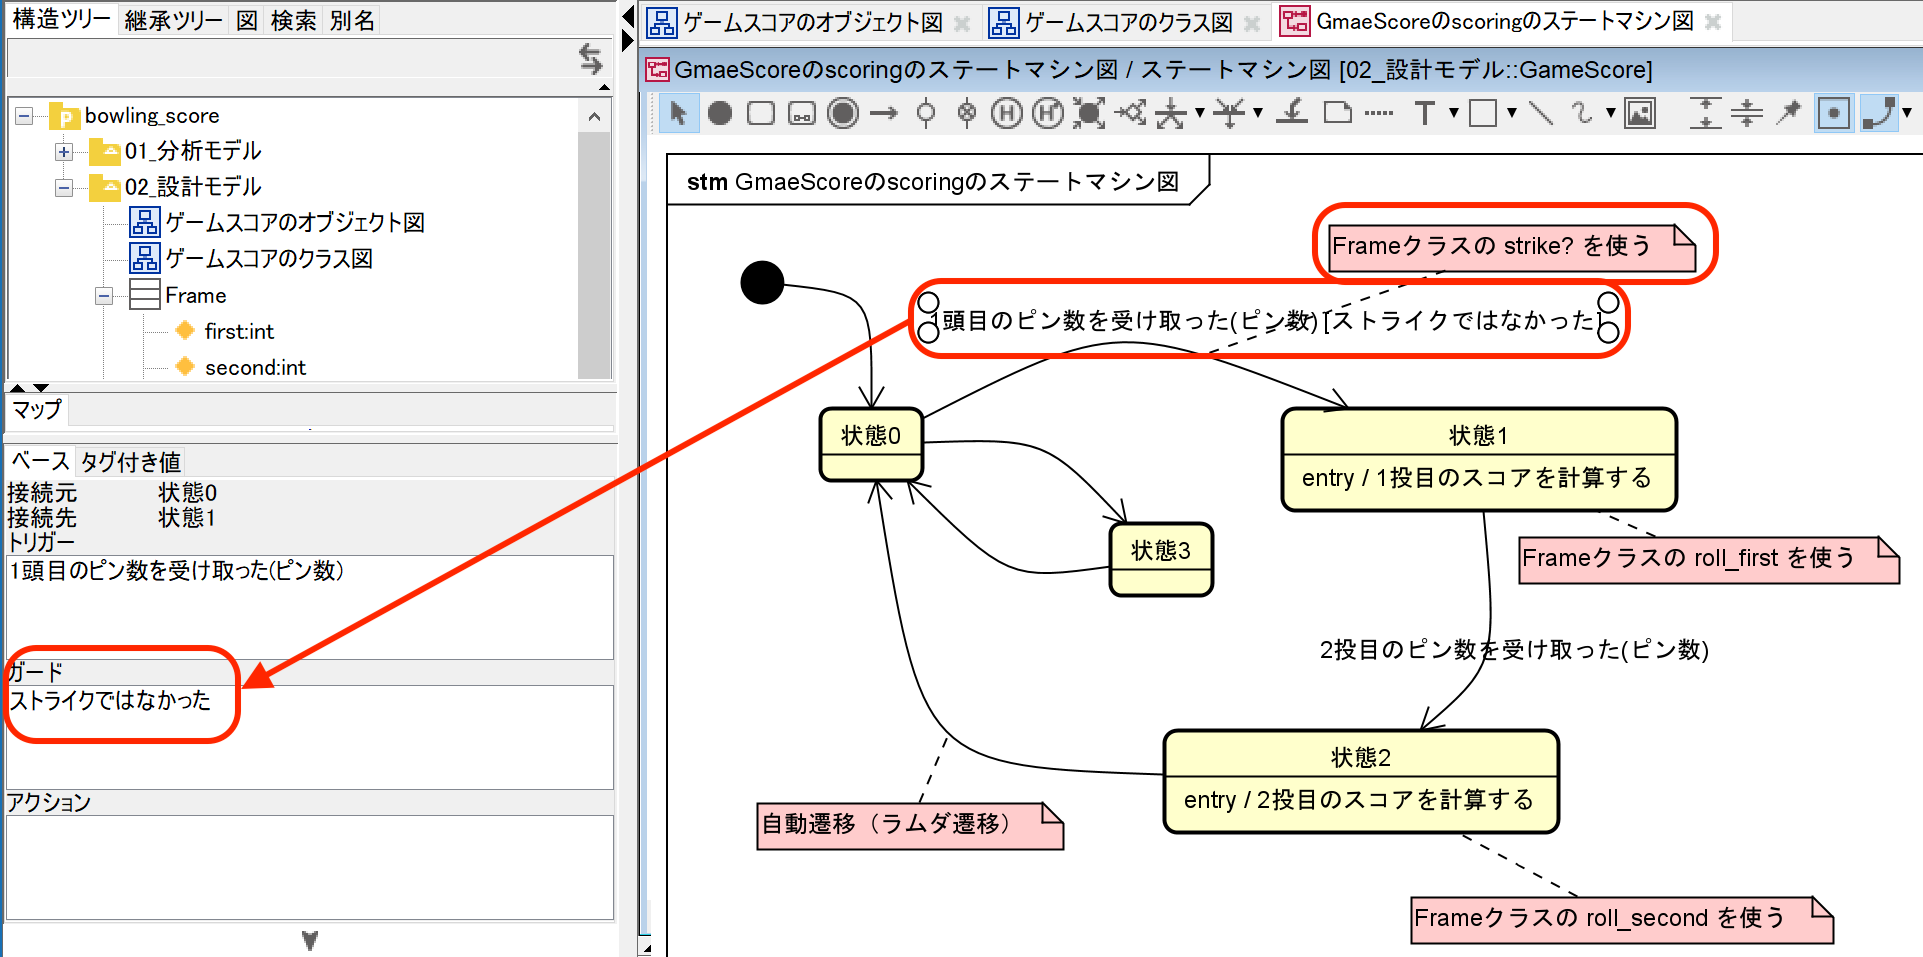 構造ツリー 継承ツリー 図 検索 別名
bowling_score
01_分析モデル
02_設計モデル
ゲームスコアのオブジェクト図
ゲームスコアのクラス図
Frame
first:int
second:int
マップ
ベース タグ付き値
接続元 状態0
接続先 状態1
トリガー
1頭目のピン数を受け取った(ピン数)
ガード
ストライクではなかった
アクション
ゲームスコアのオブジェクト図 ゲームスコアのクラス図 GmaeScoreのscoringのステートマシン図
GmaeScoreのscoringのステートマシン図 / ステートマシン図 [02_設計モデル::GameScore]
stm GmaeScoreのscoringのステートマシン図
Frameクラスの strike? を使う
1頭目のピン数を受け取った(ピン数) [ストライクではなかった]
状態0
状態1
entry / 1投目のスコアを計算する
状態3
Frameクラスの roll_first を使う
2投目のピン数を受け取った(ピン数)
状態2
entry / 2投目のスコアを計算する
自動遷移（ラムダ遷移）
Frameクラスの roll_second を使う